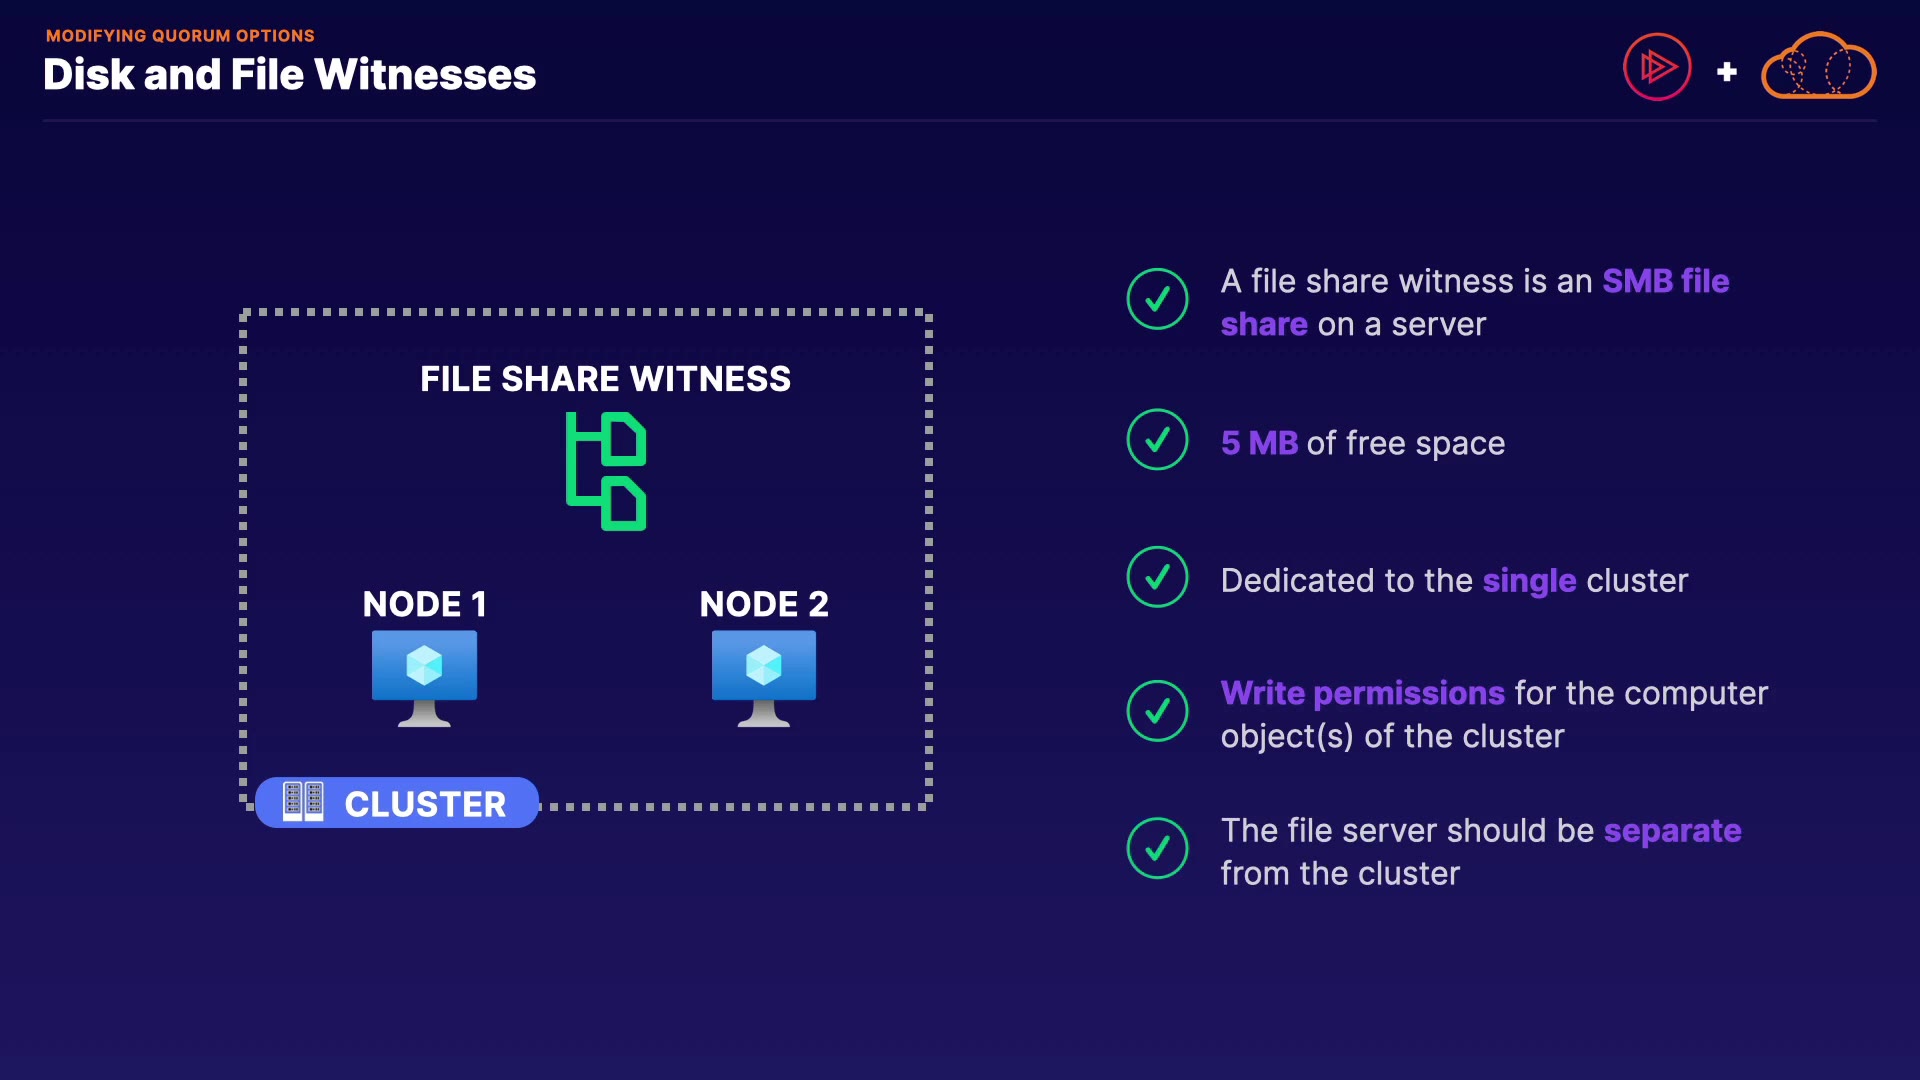 MODIFYING QUORUM OPTIONS
Disk and File Witnesses
FILE SHARE WITNESS
NODE 1
NODE 2
CLUSTER
A file share witness is an SMB file
share on a server
5 MB of free space
Dedicated to the single cluster
Write permissions for the computer
object(s) of the cluster
The file server should be separate
from the cluster